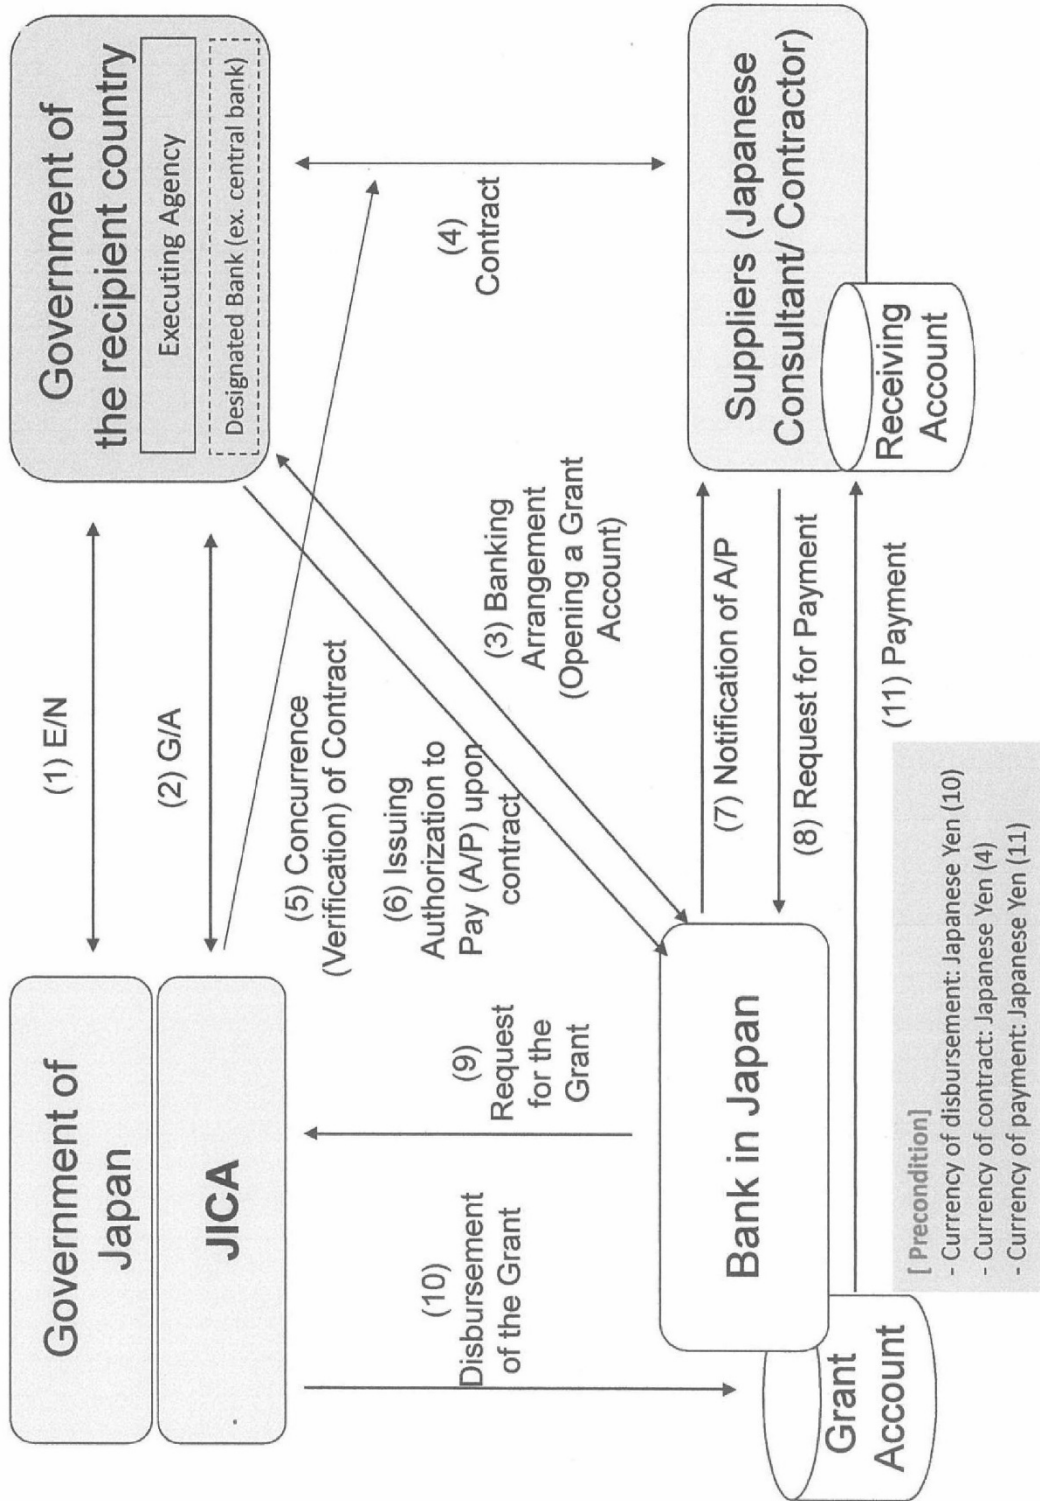 Government of
Japan
JICA
(1) E/N
(2) G/A
Government of
the recipient country
Executing Agency
Designated Bank (ex. central bank)
(5) Concurrence
(Verification) of Contract
(6) Issuing
Authorization to
Pay (A/P) upon
contract
(3) Banking
Arrangement
(Opening a Grant
Account)
(4)
Contract
(9)
Request
for the
Grant
(10)
Disbursement
of the Grant
Bank in Japan
Grant
Account
(7) Notification of A/P
(8) Request for Payment
(11) Payment
Suppliers (Japanese
Consultant/ Contractor)
Receiving
Account
[ Precondition]
- Currency of disbursement: Japanese Yen (10)
- Currency of contract: Japanese Yen (4)
- Currency of payment: Japanese Yen (11)